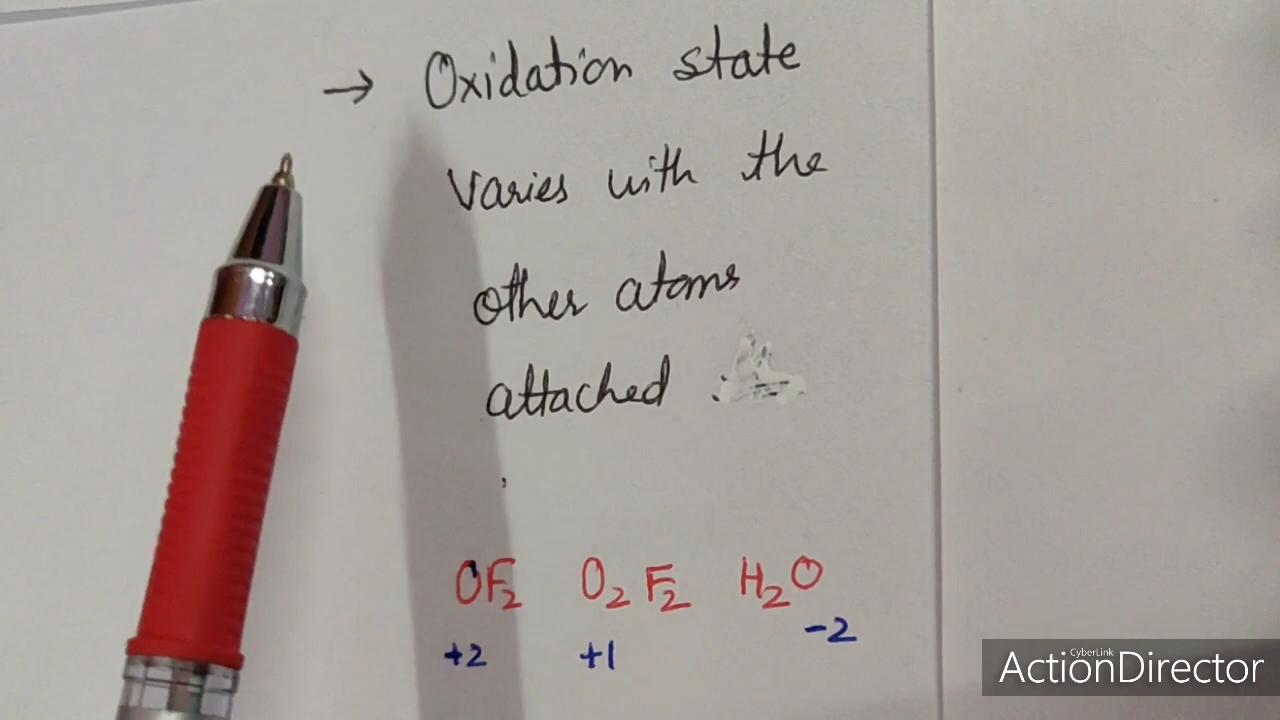 → Oxidation state
varies with the
other atoms
attached .
OF₂ O₂F₂ H₂O
+2 +1 -2
CyberLink
ActionDirector